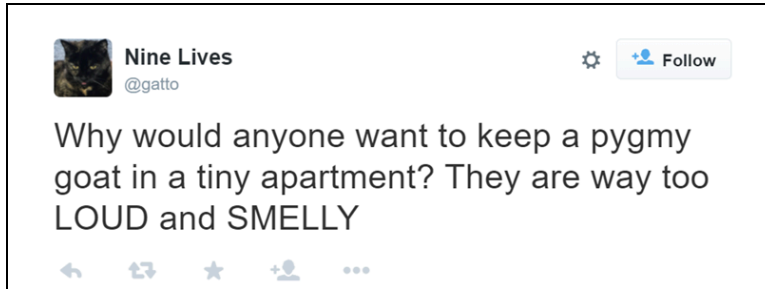 Nine Lives
@gatto
Follow
Why would anyone want to keep a pygmy
goat in a tiny apartment? They are way too
LOUD and SMELLY